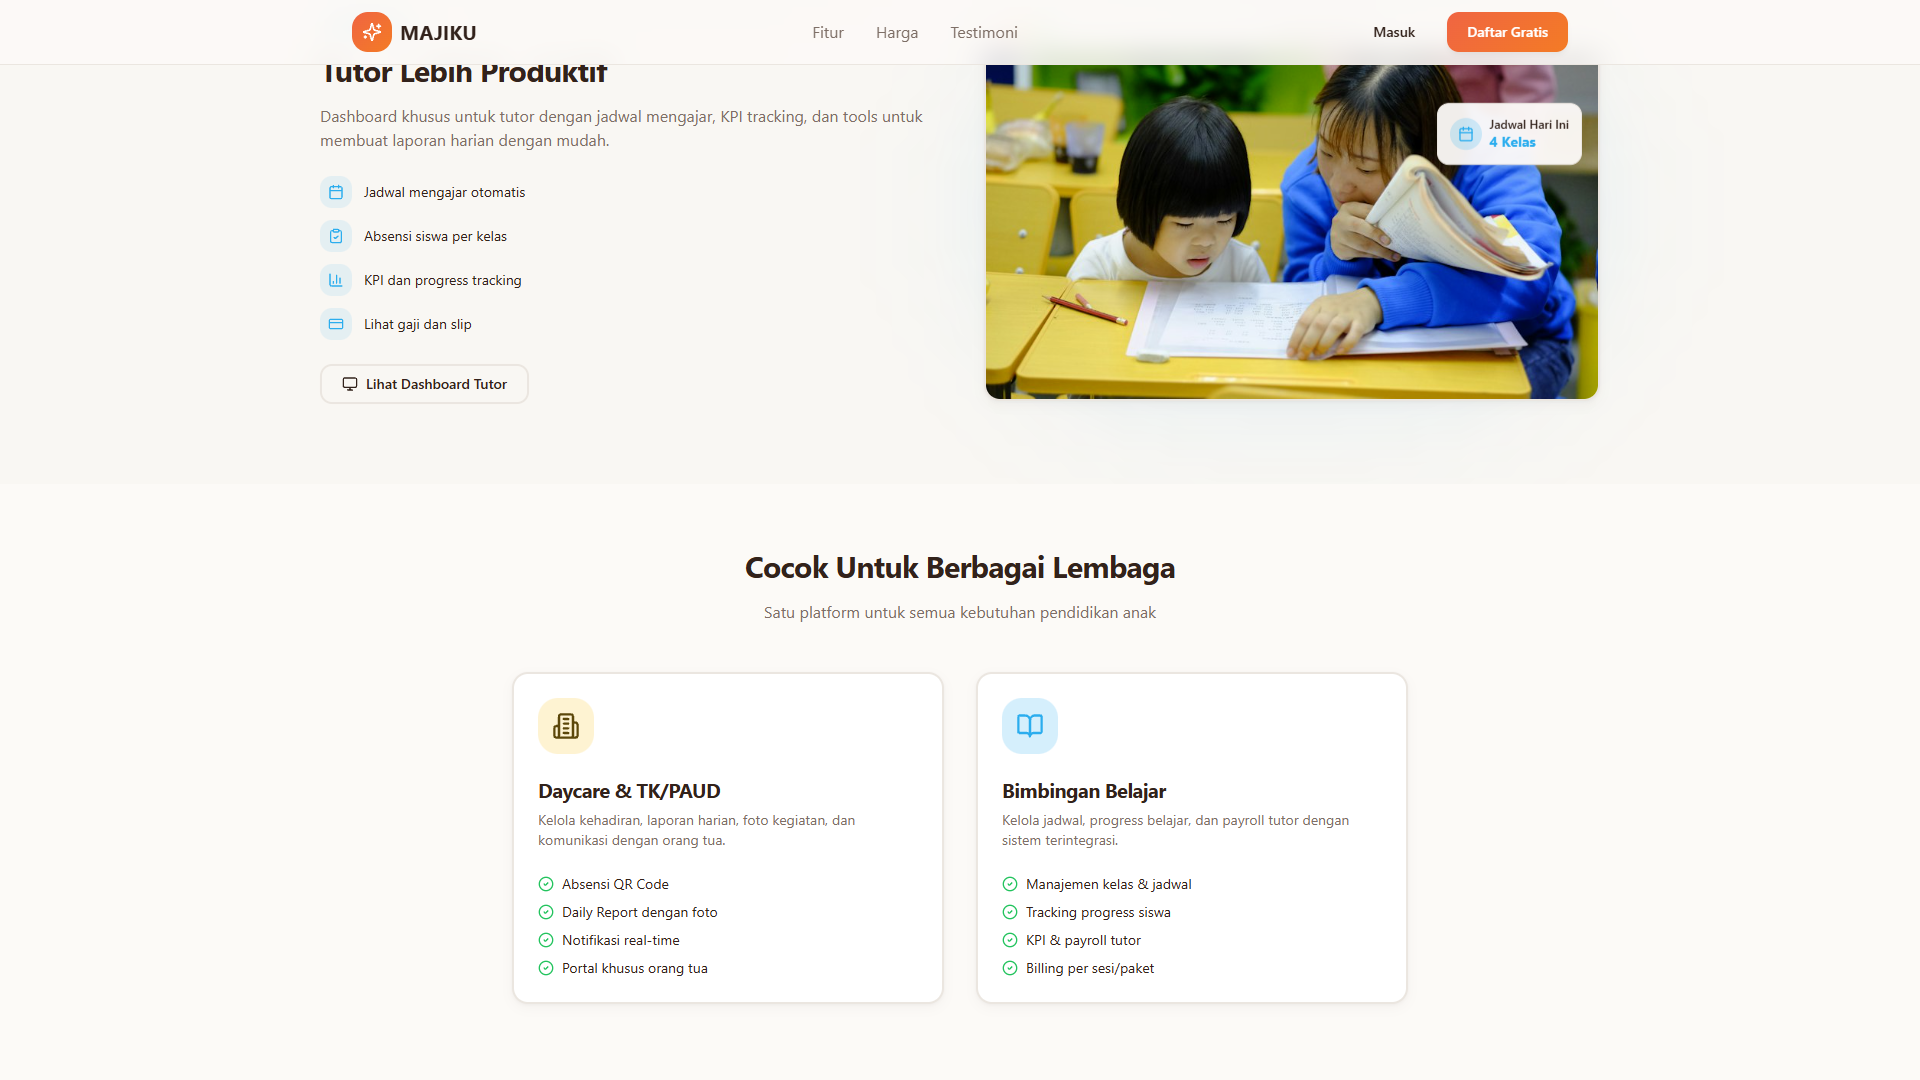 MAJIKU
Fitur
Harga
Testimoni
Masuk
Daftar Gratis
Tutor Lebih Produktif
Dashboard khusus untuk tutor dengan jadwal mengajar, KPI tracking, dan tools untuk
membuat laporan harian dengan mudah.
Jadwal mengajar otomatis
Absensi siswa per kelas
KPI dan progress tracking
Lihat gaji dan slip
Lihat Dashboard Tutor
Jadwal Hari Ini
4 Kelas
Cocok Untuk Berbagai Lembaga
Satu platform untuk semua kebutuhan pendidikan anak
Daycare & TK/PAUD
Kelola kehadiran, laporan harian, foto kegiatan, dan
komunikasi dengan orang tua.
Absensi QR Code
Daily Report dengan foto
Notifikasi real-time
Portal khusus orang tua
Bimbingan Belajar
Kelola jadwal, progress belajar, dan payroll tutor dengan
sistem terintegrasi.
Manajemen kelas & jadwal
Tracking progress siswa
KPI & payroll tutor
Billing per sesi/paket